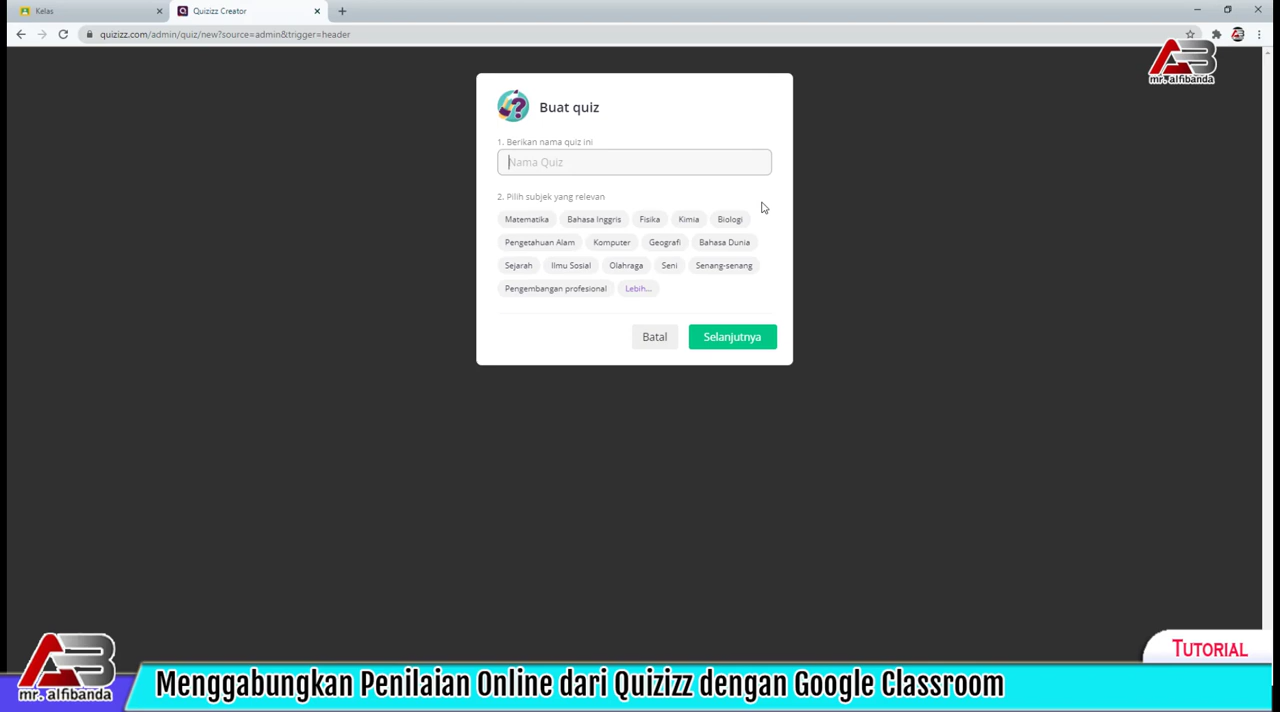 Kelas
Quizizz Creator
quizizz.com/admin/quiz/new?source=admin&trigger=header
AB
mr. alfibanda
Buat quiz
1. Berikan nama quiz ini
Nama Quiz
2. Pilih subjek yang relevan
Matematika Bahasa Inggris Fisika Kimia Biologi
Pengetahuan Alam Komputer Geografi Bahasa Dunia
Sejarah Ilmu Sosial Olahraga Seni Senang-senang
Pengembangan profesional Lebih...
Batal Selanjutnya
TUTORIAL
AB
mr. alfibanda
Menggabungkan Penilaian Online dari Quizizz dengan Google Classroom